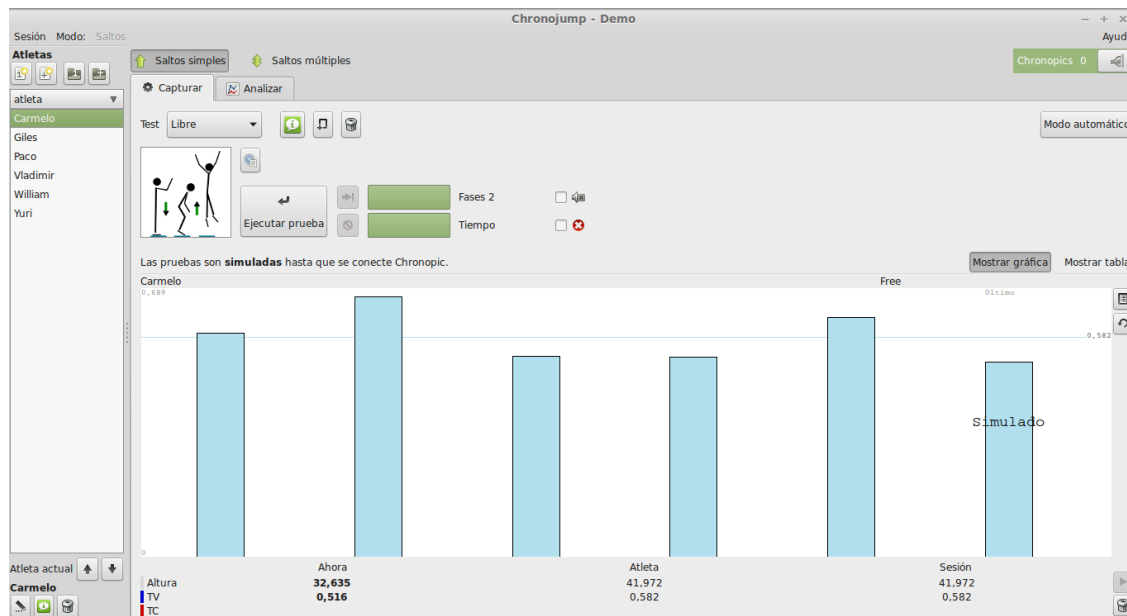 Chronojump - Demo
Sesión Modo: Saltos
Ayud
Atletas
Saltos simples Saltos múltiples
Chronopics 0
Capturar Analizar
atleta
Carmelo
Giles
Paco
Vladimir
William
Yuri
Test Libre
Modo automático
Ejecutar prueba
Fases 2
Tiempo
Las pruebas son simuladas hasta que se conecte Chronopic.
Mostrar gráfica Mostrar tabla
Carmelo Free
0,689 Último
0,582
Simulado
0
Ahora Atleta Sesión
Altura 32,635 41,972 41,972
TV 0,516 0,582 0,582
TC
Atleta actual
Carmelo